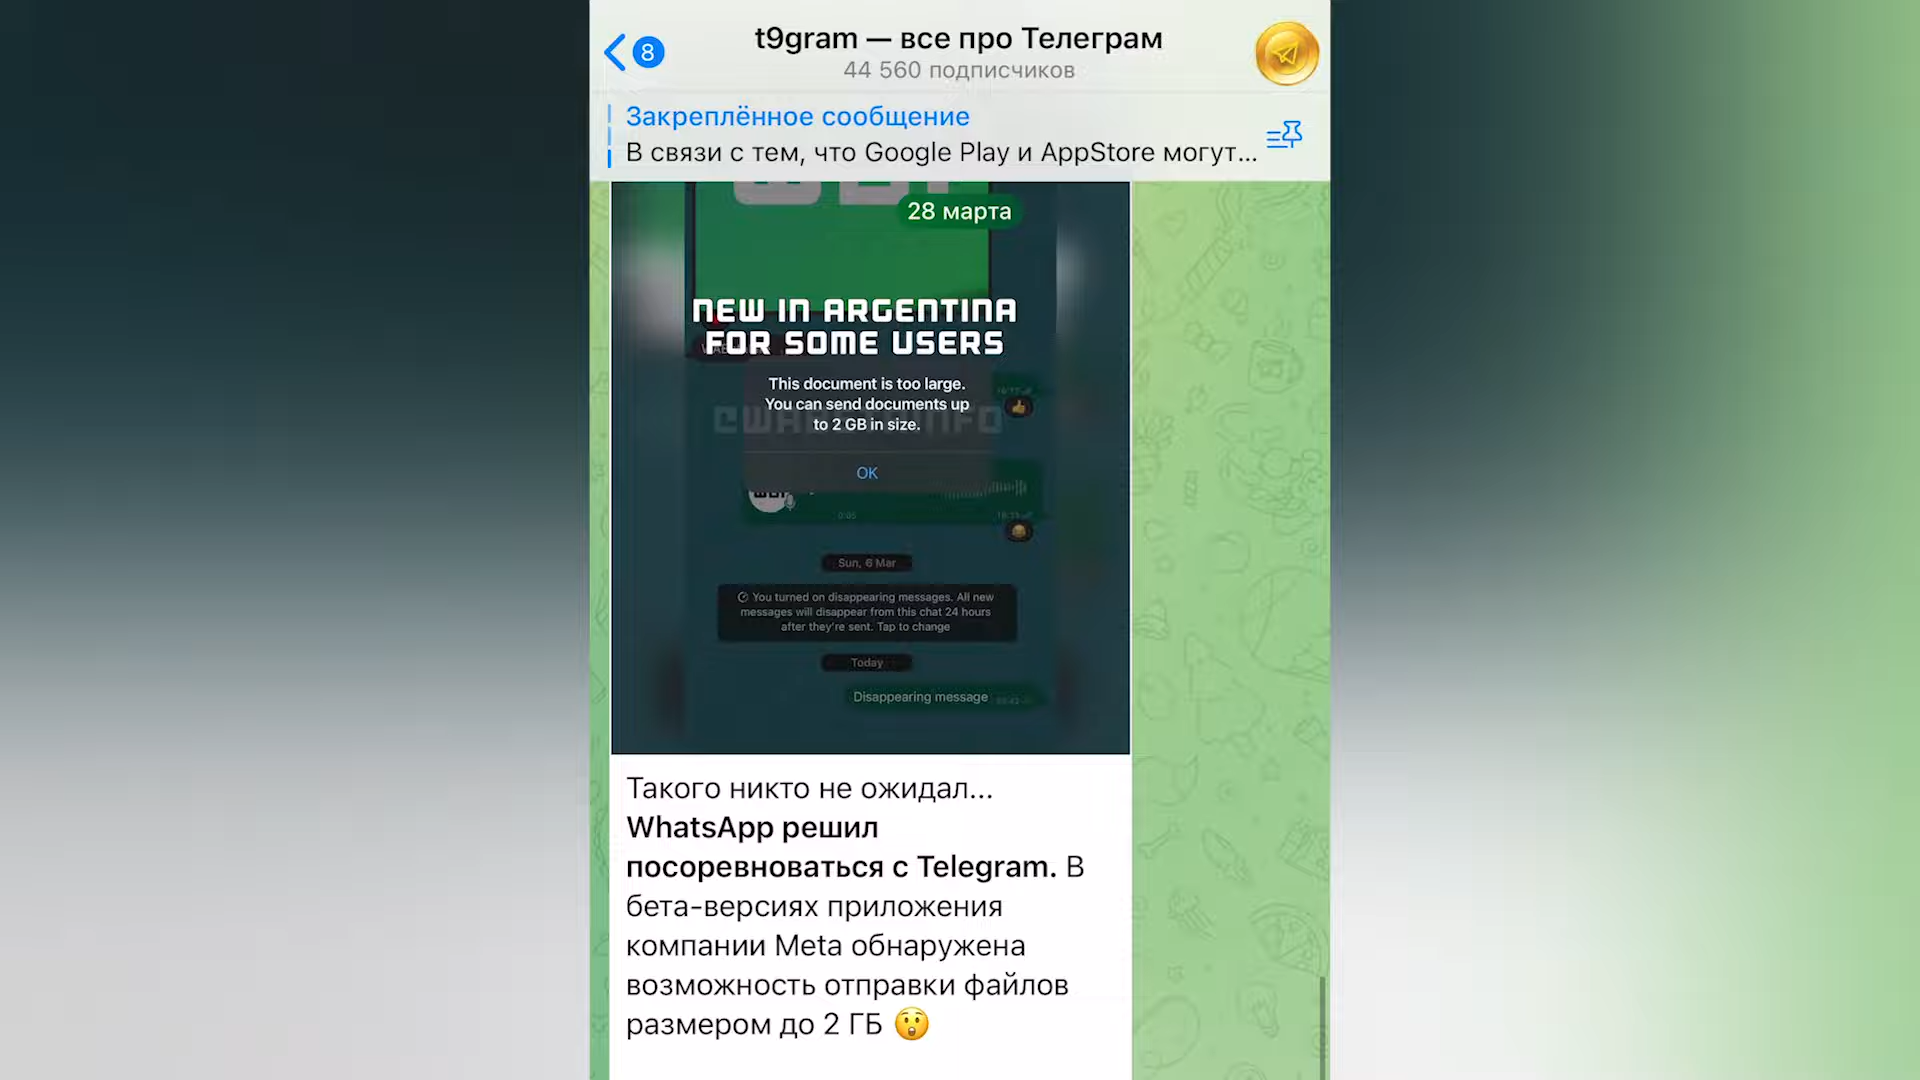 8
t9gram — все про Телеграм
44 560 подписчиков
Закреплённое сообщение
В связи с тем, что Google Play и AppStore могут...
28 марта
NEW IN ARGENTINA
FOR SOME USERS
This document is too large.
You can send documents up
to 2 GB in size.
OK
0:05
Sun, 6 Mar
You turned on disappearing messages. All new
messages will disappear from this chat 24 hours
after they're sent. Tap to change
Today
Disappearing message
Такого никто не ожидал...
WhatsApp решил
посоревноваться с Telegram. В
бета-версиях приложения
компании Meta обнаружена
возможность отправки файлов
размером до 2 ГБ 😲